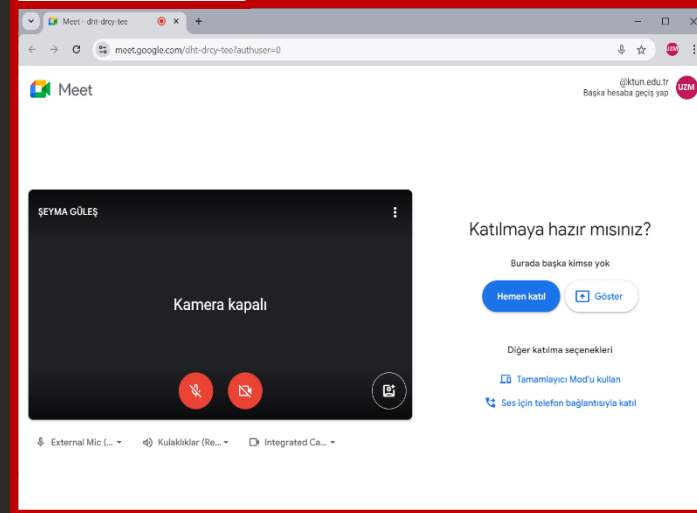 Meet - dht-drcy-tee
meet.google.com/dht-drcy-tee?authuser=0
UZM
Meet
@ktun.edu.tr
Başka hesaba geçiş yap
UZM
ŞEYMA GÜLEŞ
Kamera kapalı
Katılmaya hazır mısınız?
Burada başka kimse yok
Hemen katıl
Göster
Diğer katılma seçenekleri
Tamamlayıcı Mod'u kullan
Ses için telefon bağlantısıyla katıl
External Mic (...
Kulaklıklar (Re...
Integrated Ca...